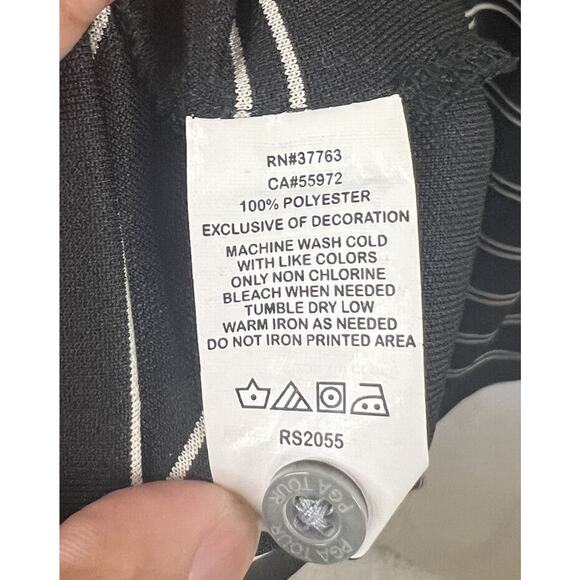 RN#37763
CA#55972
100% POLYESTER
EXCLUSIVE OF DECORATION
MACHINE WASH COLD
WITH LIKE COLORS
ONLY NON CHLORINE
BLEACH WHEN NEEDED
TUMBLE DRY LOW
WARM IRON AS NEEDED
DO NOT IRON PRINTED AREA
RS2055
PGA TOUR
PGA TOUR